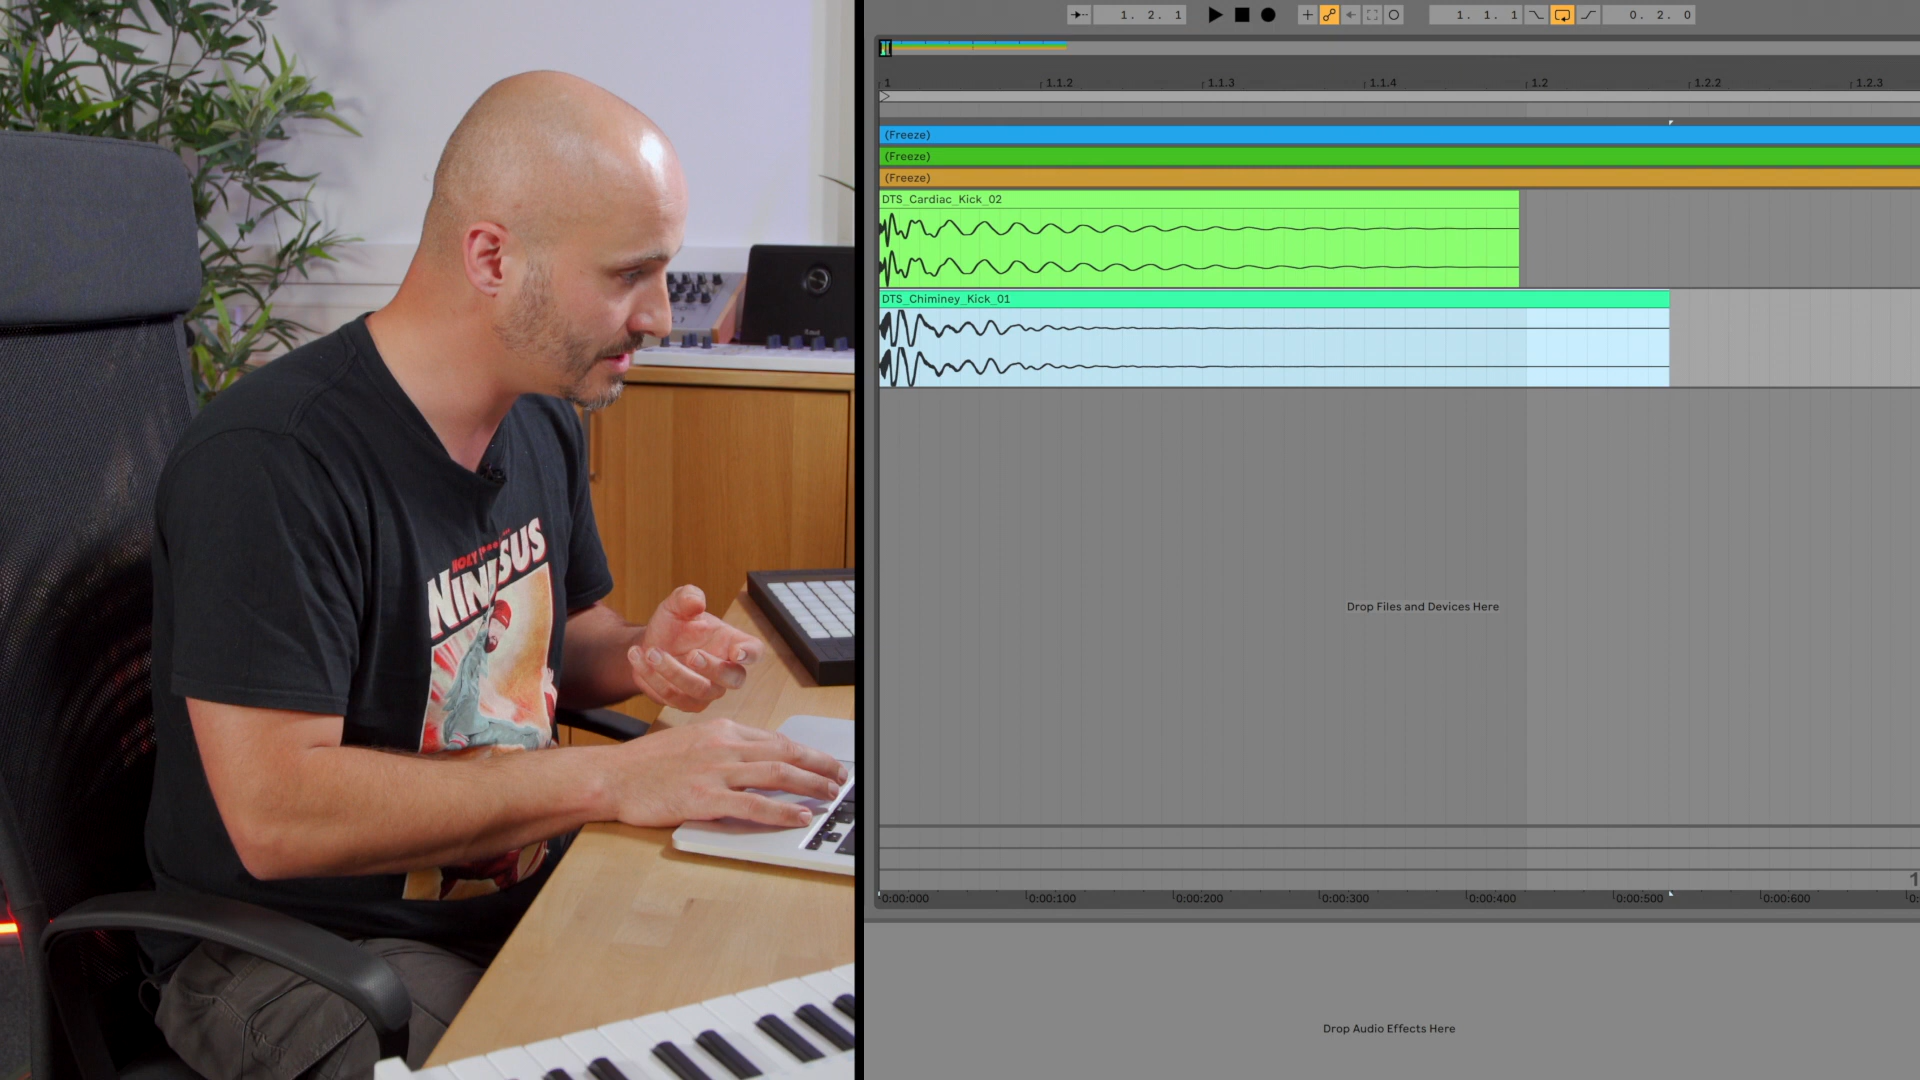 1. 2. 1
1. 1. 1
0. 2. 0
1
1.1.2
1.1.3
1.1.4
1.2
1.2.2
1.2.3
(Freeze)
(Freeze)
(Freeze)
DTS_Cardiac_Kick_02
DTS_Chiminey_Kick_01
Drop Files and Devices Here
1
0:00:000
0:00:100
0:00:200
0:00:300
0:00:400
0:00:500
0:00:600
Drop Audio Effects Here
HOLY